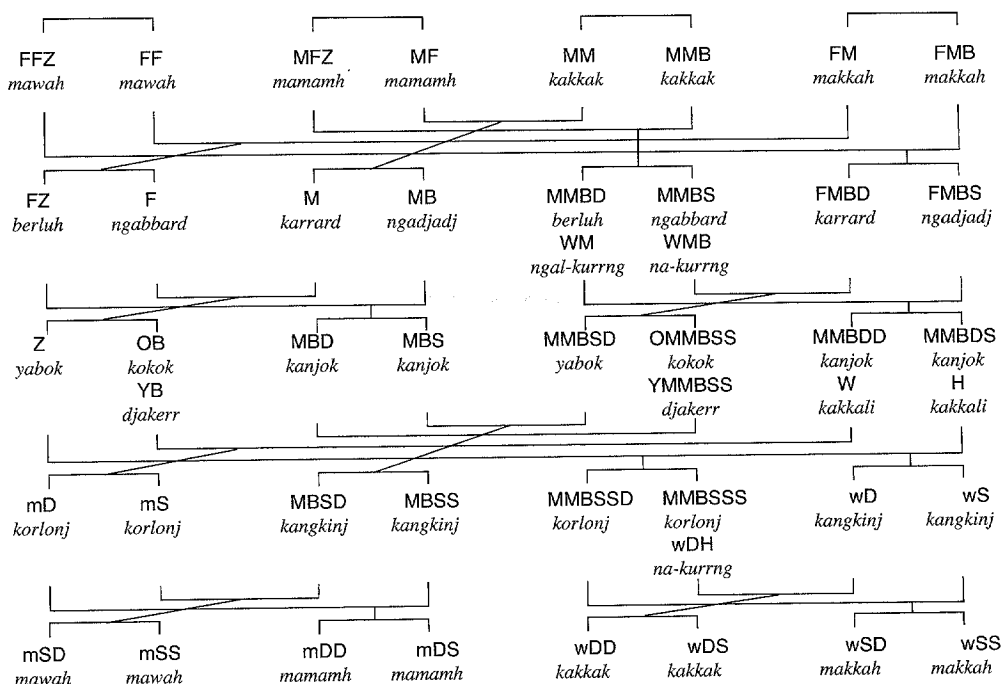 FFZ FF MFZ MF MM MMB FM FMB
mawah mawah mamamh mamamh kakkak kakkak makkah makkah
FZ F M MB MMBD MMBS FMBD FMBS
berluh ngabbard karrard ngadjadj berluh ngabbard karrard ngadjadj
WM WMB
ngal-kurrng na-kurrng
Z OB MBD MBS MMBSD OMMBSS MMBDD MMBDS
yabok kokok kanjok kanjok yabok kokok kanjok kanjok
YB YMMBSS W H
djakerr djakerr kakkali kakkali
mD mS MBSD MBSS MMBSSD MMBSSS wD wS
korlonj korlonj kangkinj kangkinj korlonj korlonj kangkinj kangkinj
wDH
na-kurrng
mSD mSS mDD mDS wDD wDS wSD wSS
mawah mawah mamamh mamamh kakkak kakkak makkah makkah